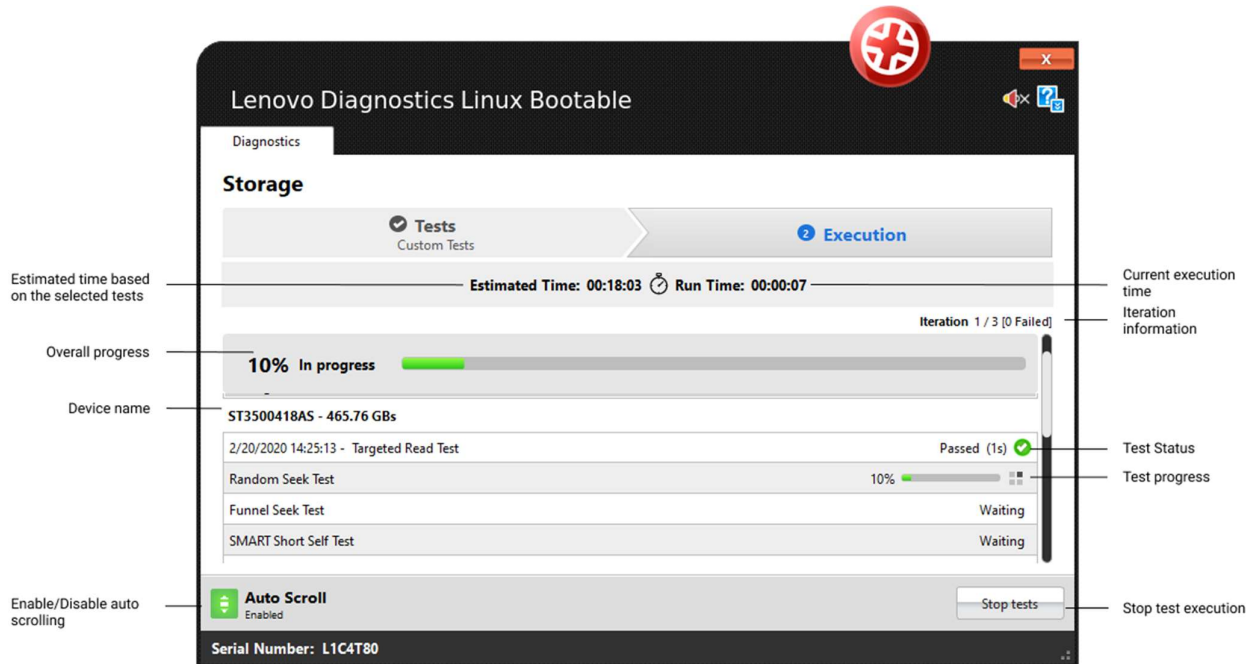 X
Lenovo Diagnostics Linux Bootable
Diagnostics
Storage
Tests
Custom Tests
2 Execution
Estimated time based
on the selected tests
Estimated Time: 00:18:03 Run Time: 00:00:07
Current execution
time
Iteration 1 / 3 [0 Failed]
Iteration
information
Overall progress
10% In progress
Device name
ST3500418AS - 465.76 GBs
2/20/2020 14:25:13 - Targeted Read Test Passed (1s)
Test Status
Random Seek Test 10%
Test progress
Funnel Seek Test Waiting
SMART Short Self Test Waiting
Enable/Disable auto
scrolling
Auto Scroll
Enabled
Stop tests
Stop test execution
Serial Number: L1C4T80